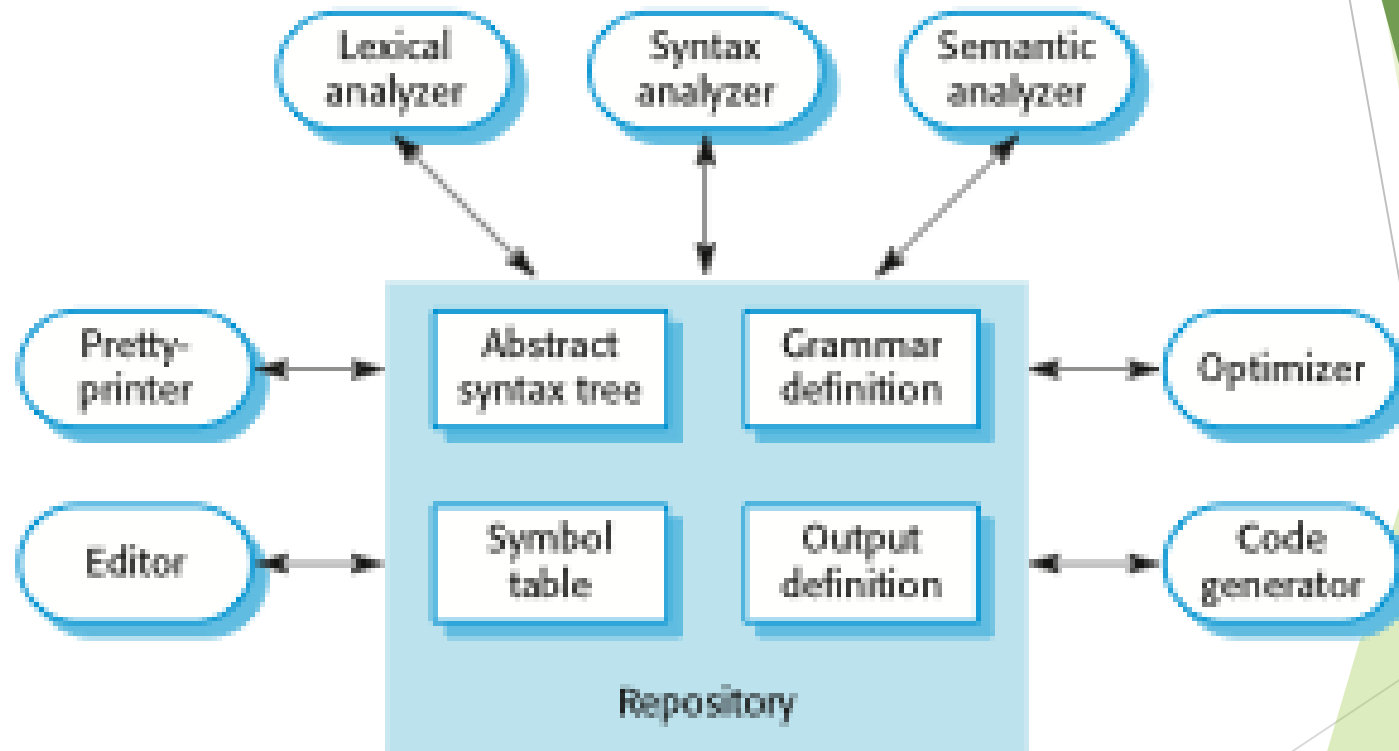 Lexical
analyzer
Syntax
analyzer
Semantic
analyzer
Pretty-
printer
Abstract
syntax tree
Grammar
definition
Optimizer
Editor
Symbol
table
Output
definition
Code
generator
Repository